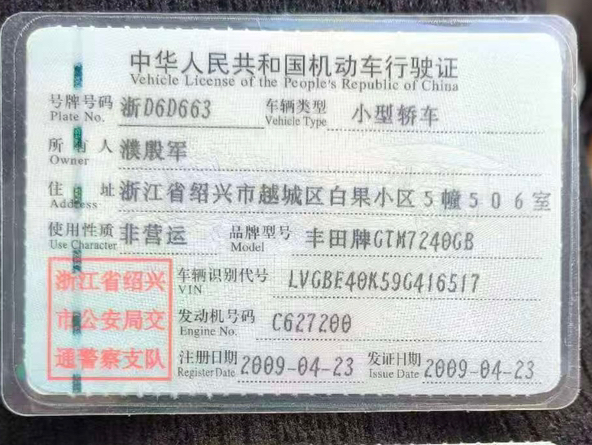 中华人民共和国机动车行驶证
Vehicle License of the People's Republic of China
号牌号码 浙D6D663 车辆类型 小型轿车
Plate No. Vehicle Type
所有人 濮殷军
Owner
住址 浙江省绍兴市越城区白果小区5幢506室
Address
使用性质 非营运 品牌型号 丰田牌GTM7240GB
Use Character Model
浙江省绍兴
市公安局交
通警察支队
车辆识别代号 LVGBE40K59G416517
VIN
发动机号码 C627200
Engine No.
注册日期 2009-04-23 发证日期 2009-04-23
Register Date Issue Date